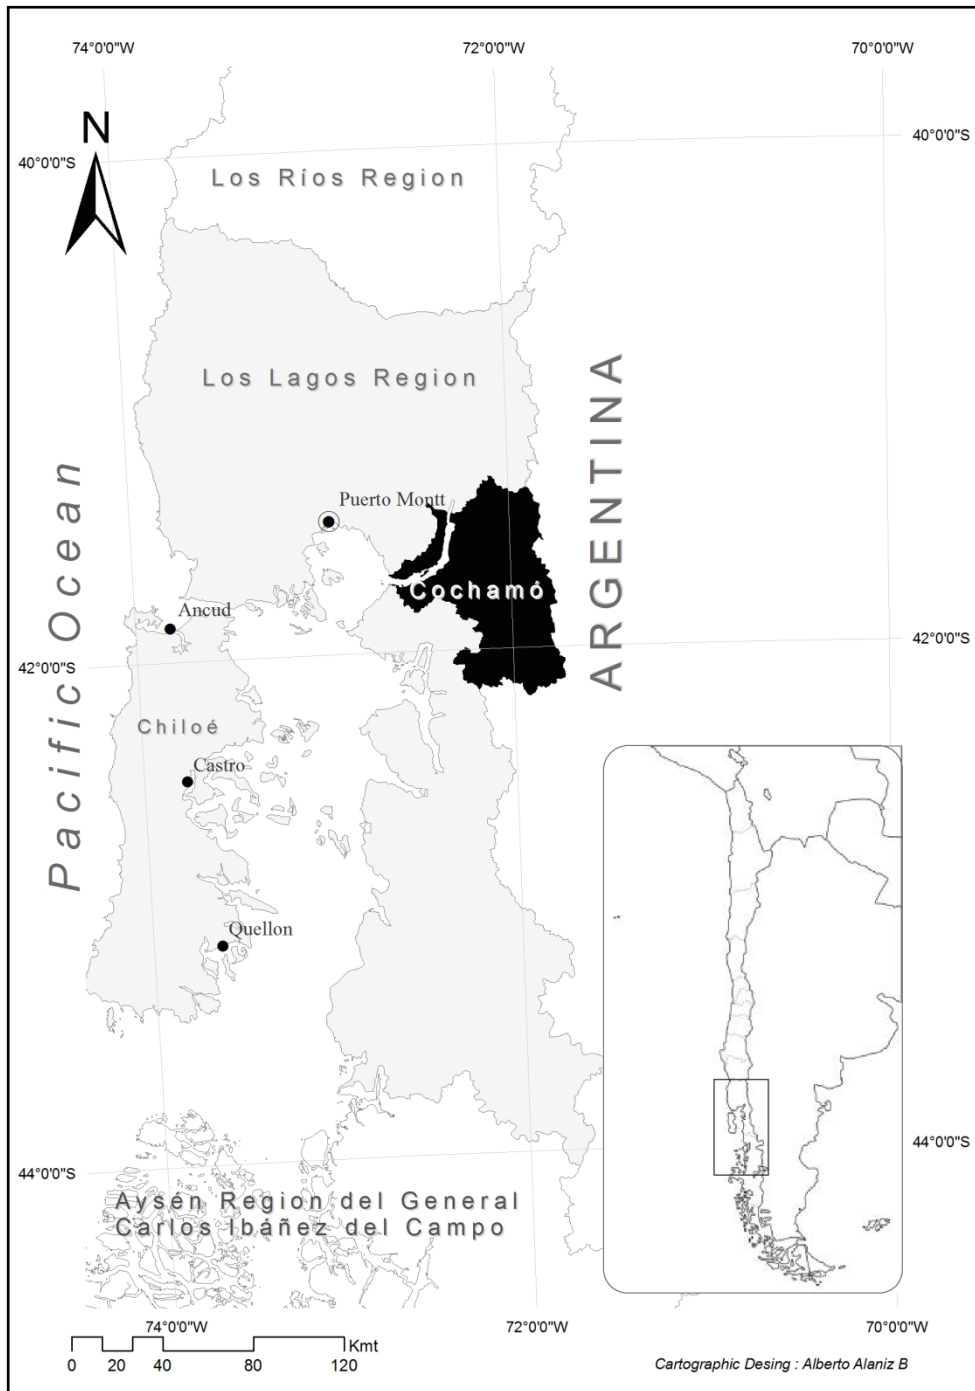 74°0'0"W
72°0'0"W
70°0'0"W
N
40°0'0"S
40°0'0"S
Los Ríos Region
Los Lagos Region
ARGENTINA
Pacific Ocean
Puerto Montt
Cochamó
Ancud
42°0'0"S
42°0'0"S
Chiloé
Castro
Quellon
44°0'0"S
44°0'0"S
Aysén Region del General
Carlos Ibáñez del Campo
74°0'0"W
72°0'0"W
70°0'0"W
Kmt
0 20 40 80 120
Cartographic Desing : Alberto Alaniz B